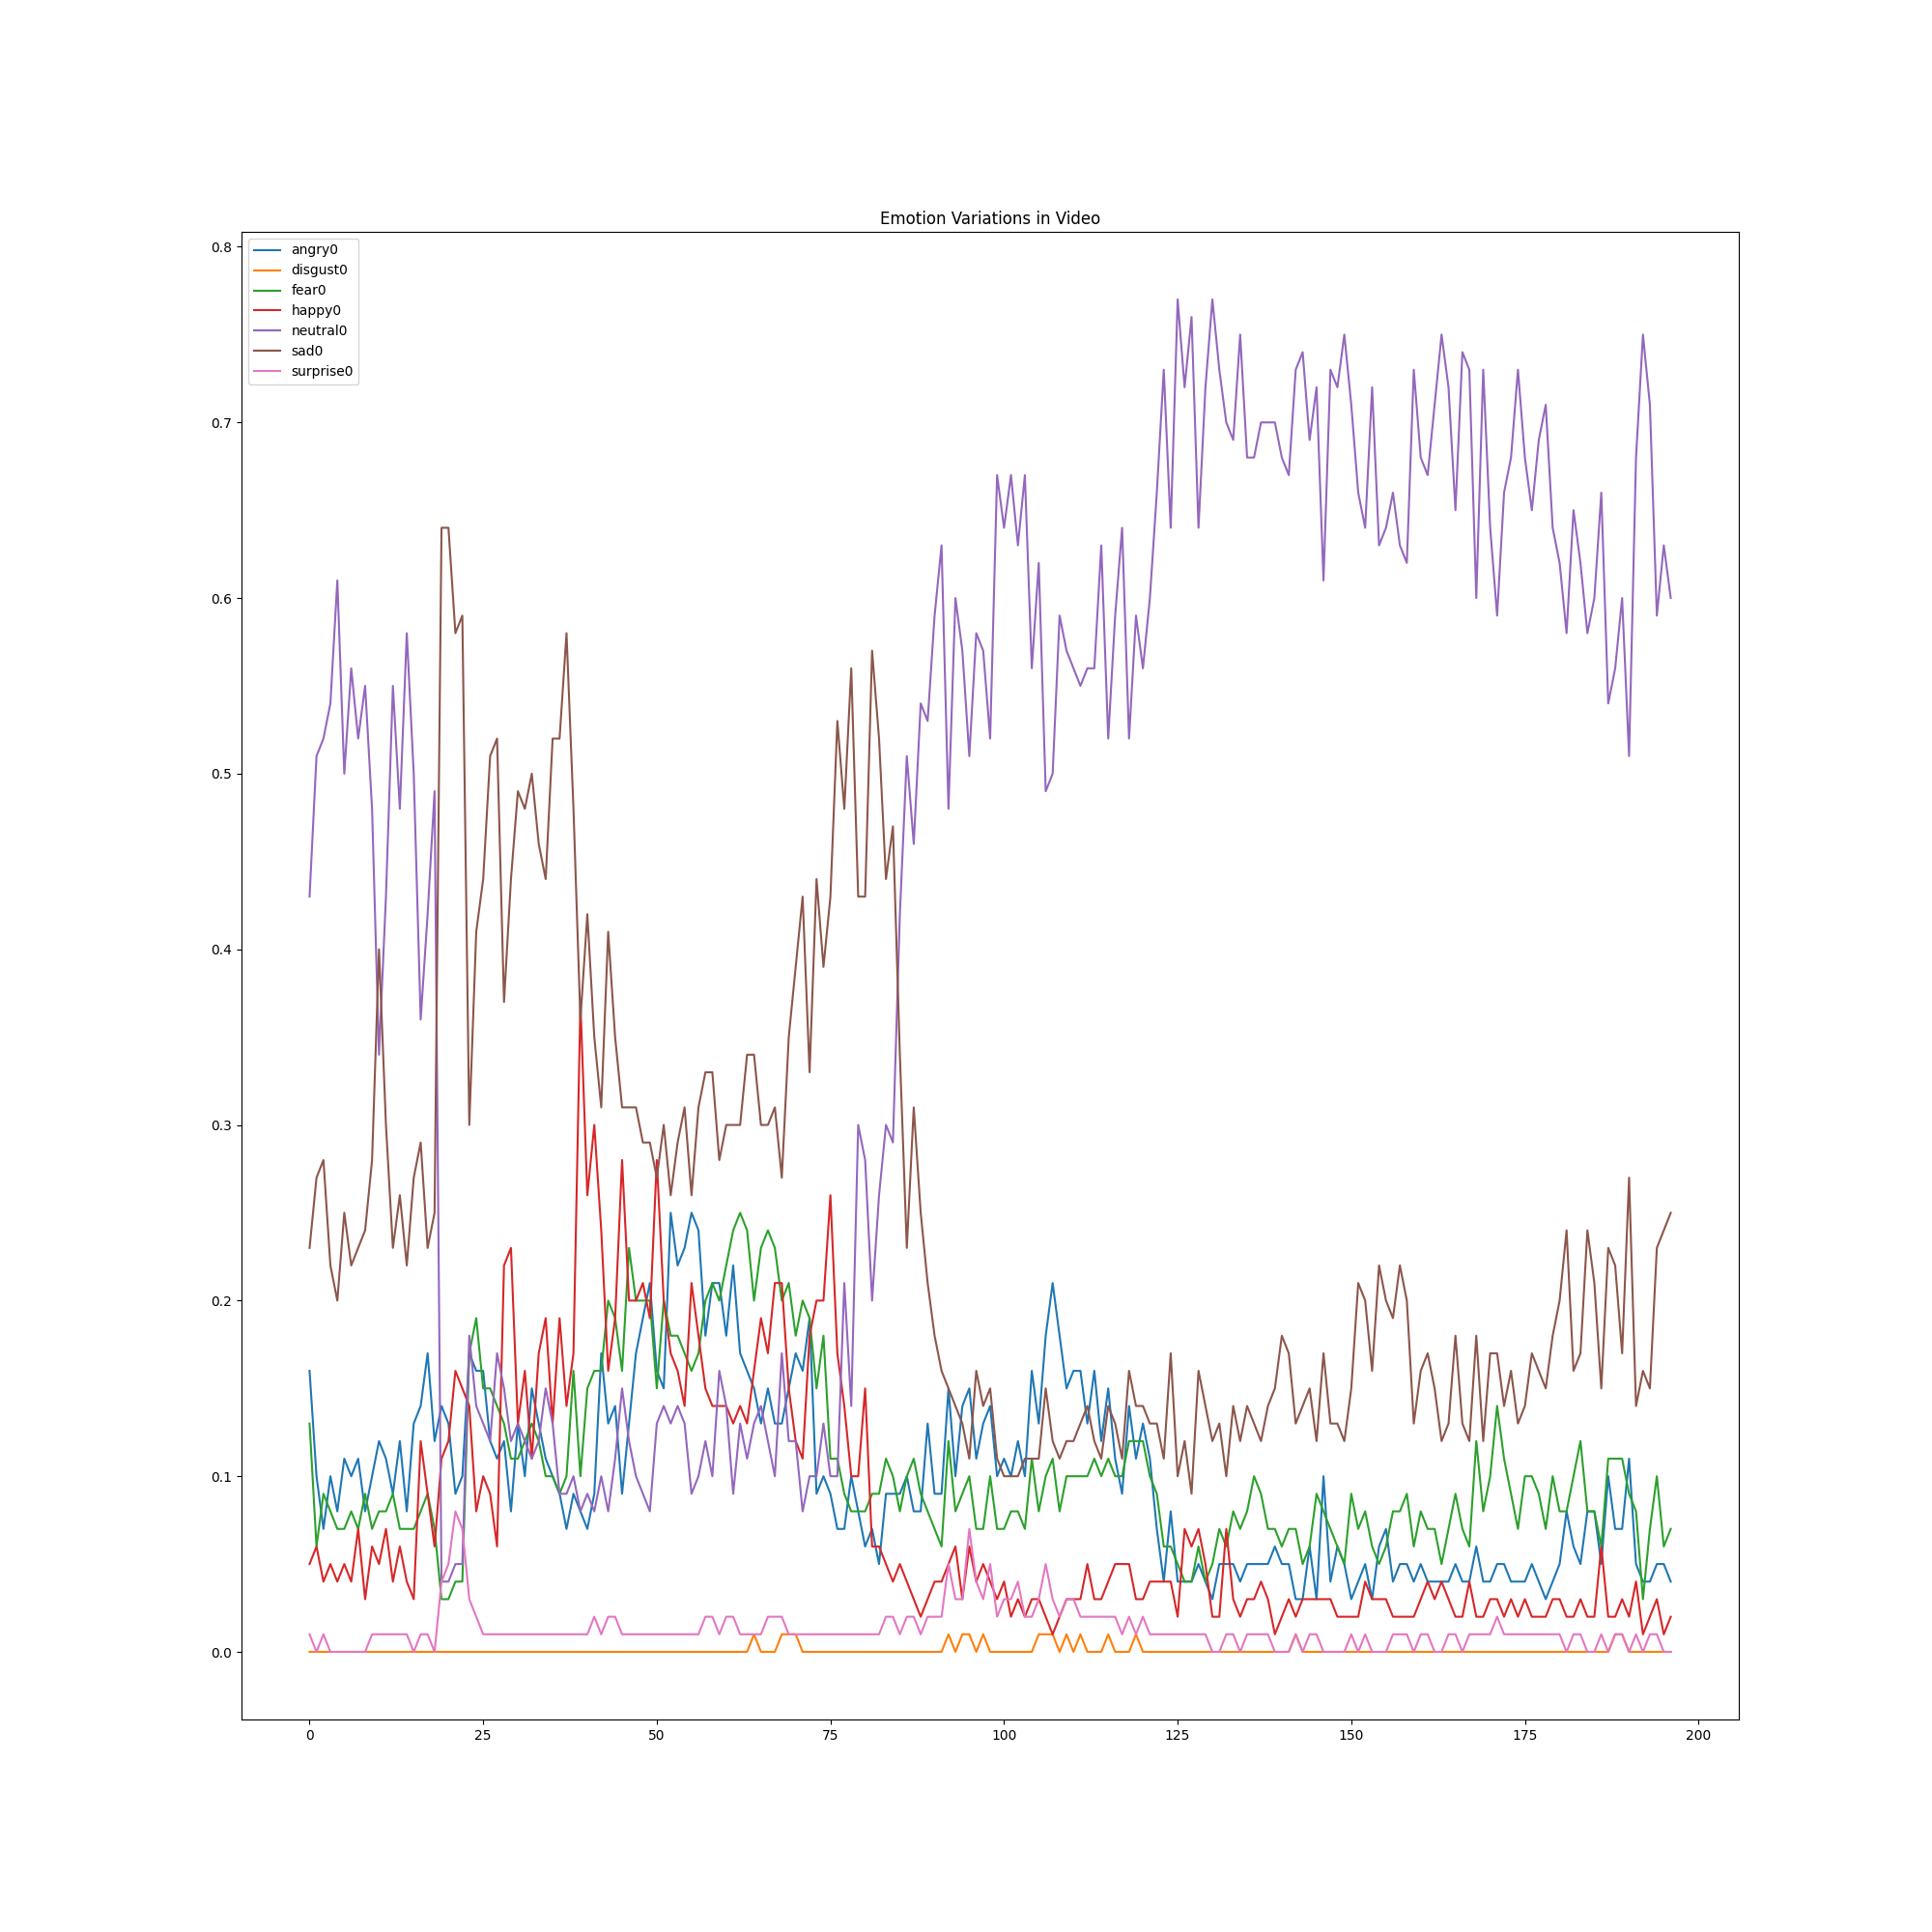 Emotion Variations in Video
angry0
disgust0
fear0
happy0
neutral0
sad0
surprise0
0.8
0.7
0.6
0.5
0.4
0.3
0.2
0.1
0.0
0 25 50 75 100 125 150 175 200